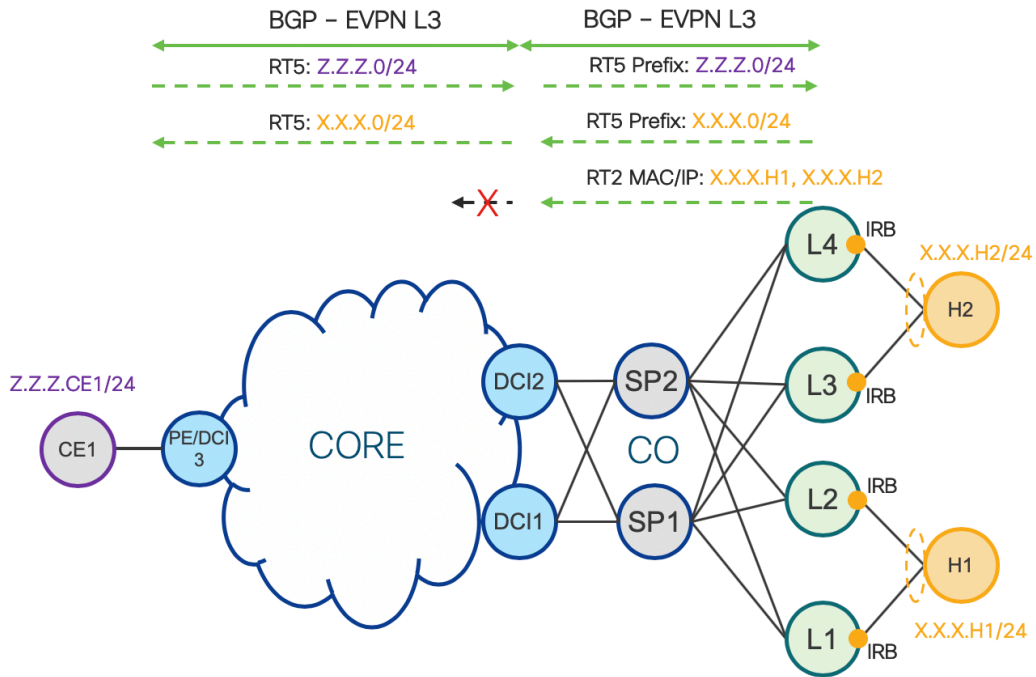 BGP – EVPN L3
BGP – EVPN L3
RT5: Z.Z.Z.0/24
RT5 Prefix: Z.Z.Z.0/24
RT5: X.X.X.0/24
RT5 Prefix: X.X.X.0/24
RT2 MAC/IP: X.X.X.H1, X.X.X.H2
X
L4
IRB
X.X.X.H2/24
H2
DCI2
SP2
L3
IRB
Z.Z.Z.CE1/24
CE1
PE/DCI
3
CORE
CO
L2
IRB
DCI1
SP1
H1
X.X.X.H1/24
L1
IRB